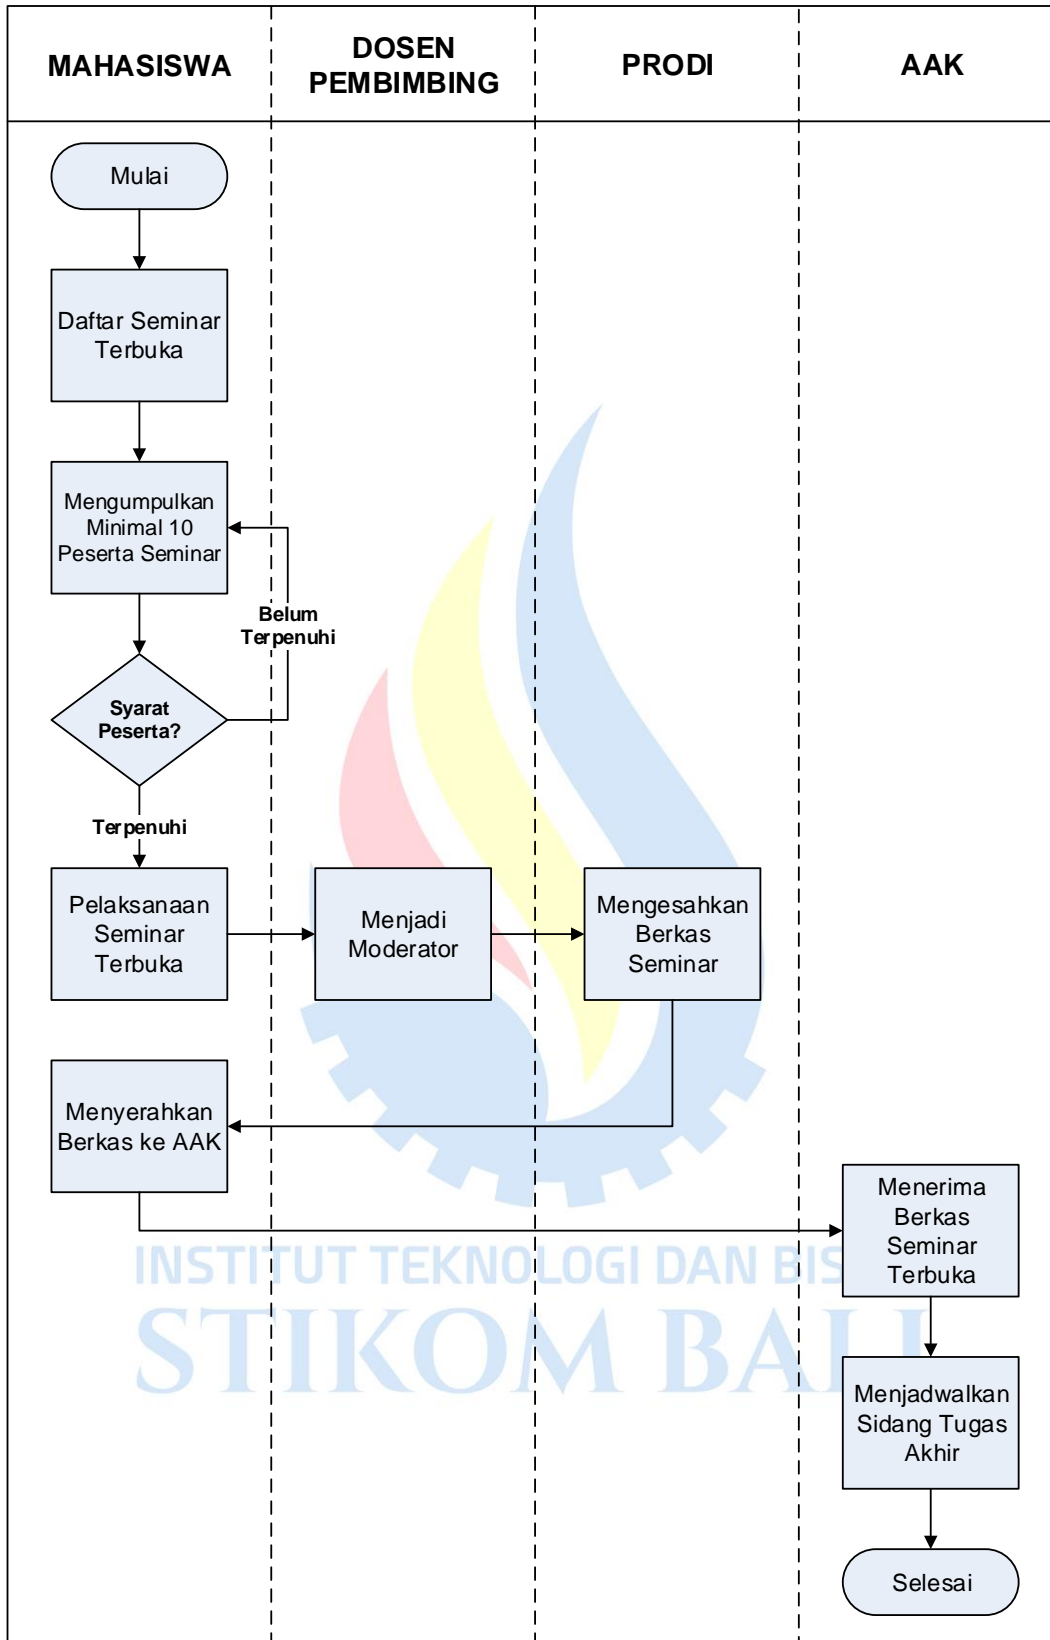 MAHASISWA
DOSEN
PEMBIMBING
PRODI
AAK
Mulai
Daftar Seminar
Terbuka
Mengumpulkan
Minimal 10
Peserta Seminar
Belum
Terpenuhi
Syarat
Peserta?
Terpenuhi
Pelaksanaan
Seminar
Terbuka
Menjadi
Moderator
Mengesahkan
Berkas
Seminar
Menyerahkan
Berkas ke AAK
Menerima
Berkas
Seminar
Terbuka
INSTITUT TEKNOLOGI DAN BIS
STIKOM BALI
Menjadwalkan
Sidang Tugas
Akhir
Selesai